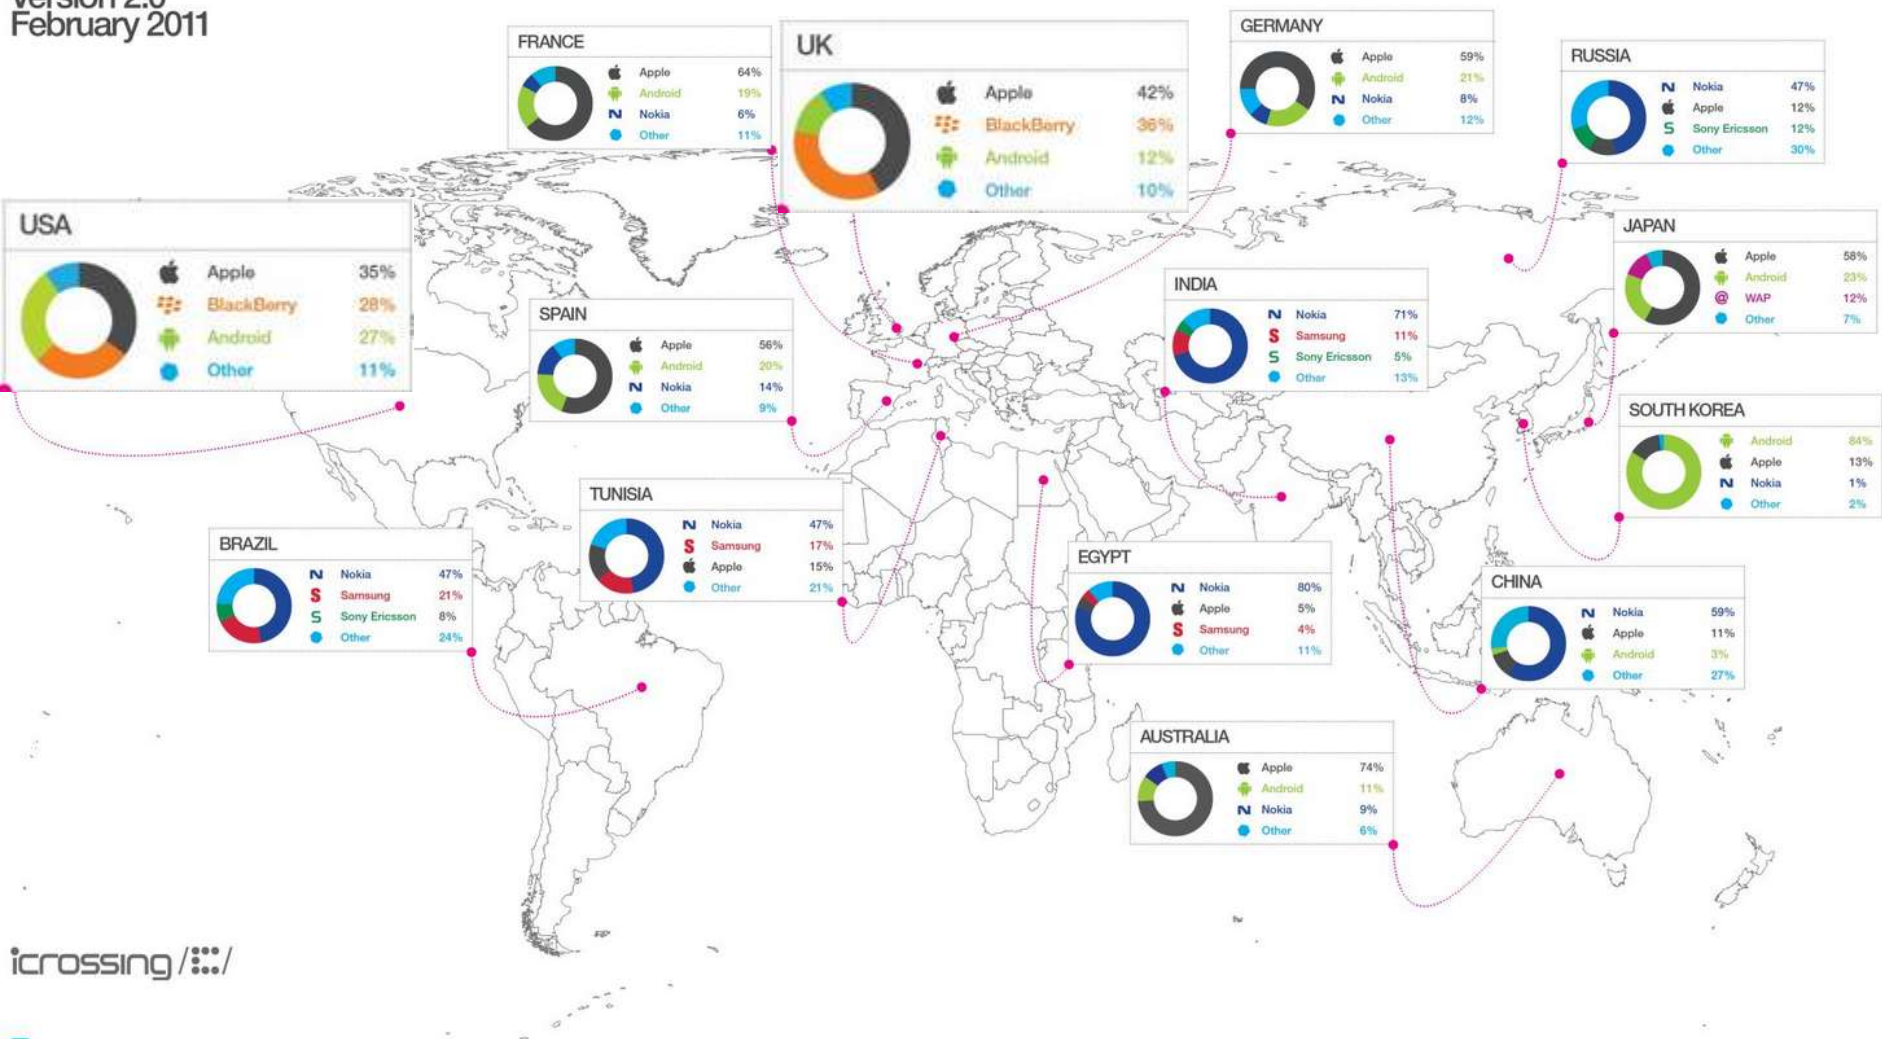 Version 2.0
February 2011
FRANCE
Apple 64%
Android 19%
Nokia 6%
Other 11%
UK
Apple 42%
BlackBerry 36%
Android 12%
Other 10%
GERMANY
Apple 59%
Android 21%
Nokia 8%
Other 12%
RUSSIA
Nokia 47%
Apple 12%
Sony Ericsson 12%
Other 30%
USA
Apple 35%
BlackBerry 28%
Android 27%
Other 11%
SPAIN
Apple 56%
Android 20%
Nokia 14%
Other 9%
INDIA
Nokia 71%
Samsung 11%
Sony Ericsson 5%
Other 13%
JAPAN
Apple 58%
Android 23%
@ WAP 12%
Other 7%
SOUTH KOREA
Android 84%
Apple 13%
Nokia 1%
Other 2%
BRAZIL
Nokia 47%
Samsung 21%
Sony Ericsson 8%
Other 24%
TUNISIA
Nokia 47%
Samsung 17%
Apple 15%
Other 21%
EGYPT
Nokia 80%
Apple 5%
Samsung 4%
Other 11%
CHINA
Nokia 59%
Apple 11%
Android 3%
Other 27%
AUSTRALIA
Apple 74%
Android 11%
Nokia 9%
Other 6%
icrossing